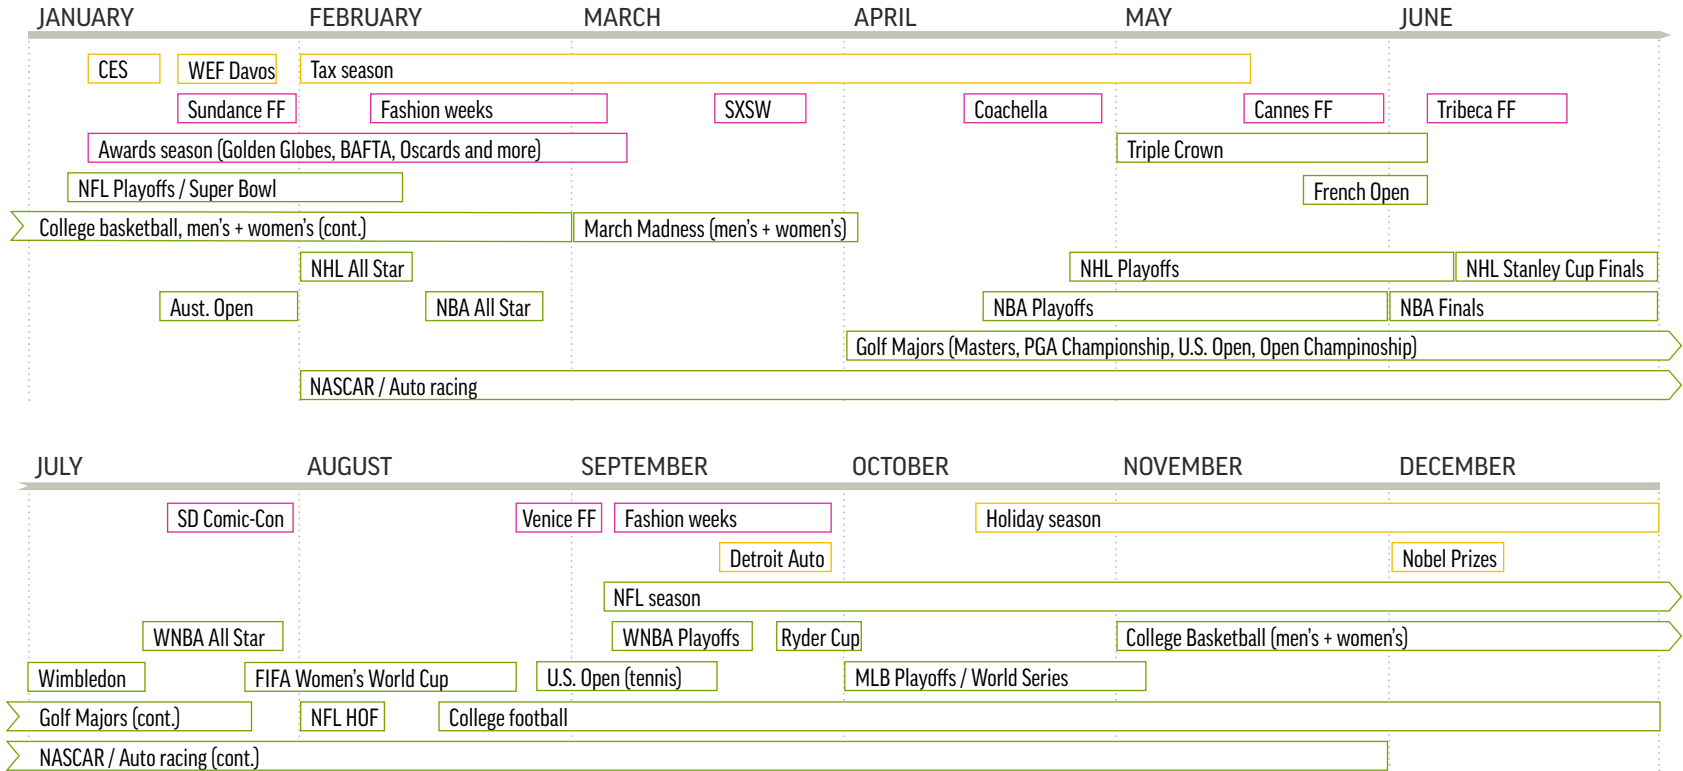 JANUARY FEBRUARY MARCH APRIL MAY JUNE
CES WEF Davos Tax season
Sundance FF Fashion weeks SXSW Coachella Cannes FF Tribeca FF
Awards season (Golden Globes, BAFTA, Oscards and more) Triple Crown
NFL Playoffs / Super Bowl French Open
College basketball, men’s + women’s (cont.) March Madness (men’s + women’s)
NHL All Star NHL Playoffs NHL Stanley Cup Finals
Aust. Open NBA All Star NBA Playoffs NBA Finals
Golf Majors (Masters, PGA Championship, U.S. Open, Open Champinoship)
NASCAR / Auto racing
JULY AUGUST SEPTEMBER OCTOBER NOVEMBER DECEMBER
SD Comic-Con Venice FF Fashion weeks Holiday season
Detroit Auto Nobel Prizes
NFL season
WNBA All Star WNBA Playoffs Ryder Cup College Basketball (men’s + women’s)
Wimbledon FIFA Women’s World Cup U.S. Open (tennis) MLB Playoffs / World Series
Golf Majors (cont.) NFL HOF College football
NASCAR / Auto racing (cont.)